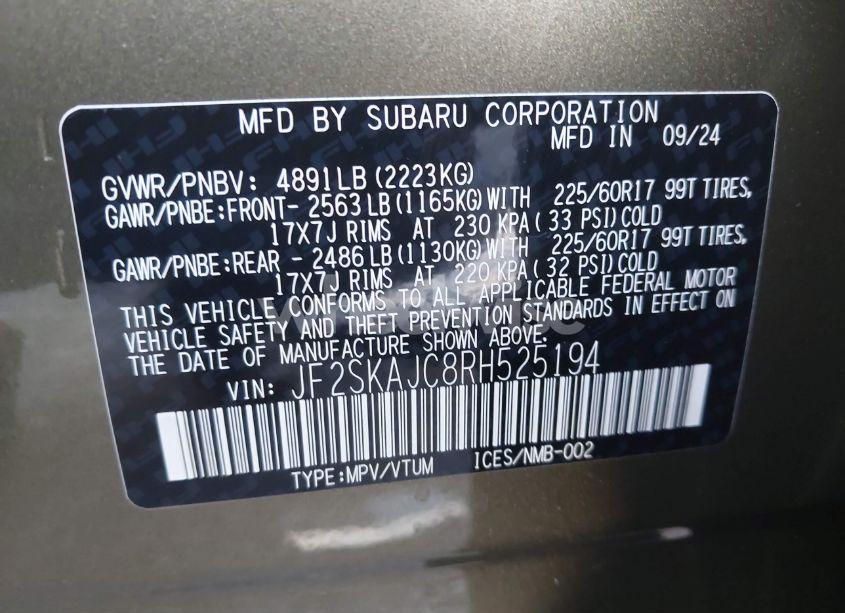 MFD BY SUBARU CORPORATION
MFD IN 09/24
GVWR/PNBV: 4891LB(2223KG)
GAWR/PNBE:FRONT- 2563LB(1165KG)WITH 225/60R17 99T TIRES,
17X7J RIMS AT 230 KPA(33 PSI)COLD
GAWR/PNBE:REAR - 2486LB(1130KG)WITH 225/60R17 99T TIRES,
17X7J RIMS AT 220 KPA(32 PSI)COLD
THIS VEHICLE CONFORMS TO ALL APPLICABLE FEDERAL MOTOR
VEHICLE SAFETY AND THEFT PREVENTION STANDARDS IN EFFECT ON
THE DATE OF MANUFACTURE SHOWN ABOVE.
VIN: JF2SKAJC8RH525194
TYPE:MPV/VTUM ICES/NMB-002